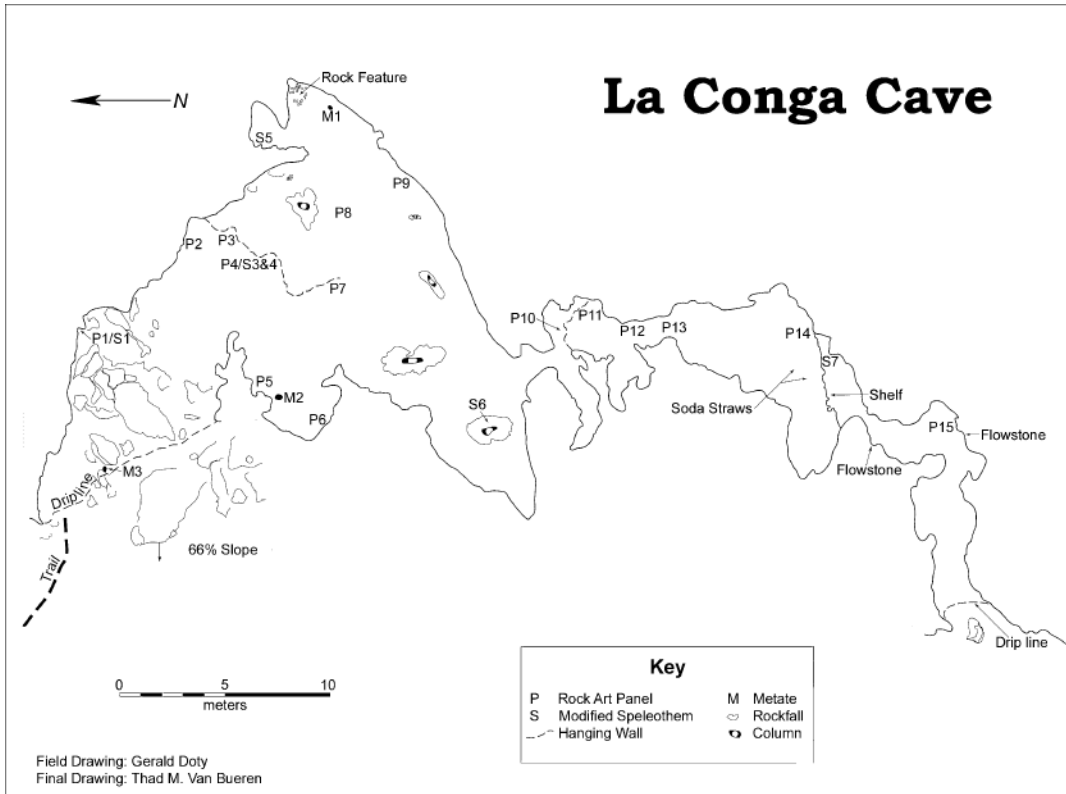 La Conga Cave
N
Rock Feature
M1
S5
P9
P8
P2
P3
P4/S3&4
P7
P10
P11
P12
P13
P14
P1/S1
S7
P5
M2
Shelf
S6
Soda Straws
P6
P15
Flowstone
Flowstone
M3
Drip line
66% Slope
Trail
Drip line
0 5 10
meters
Key
P Rock Art Panel M Metate
S Modified Speleothem Rockfall
Hanging Wall Column
Field Drawing: Gerald Doty
Final Drawing: Thad M. Van Bueren